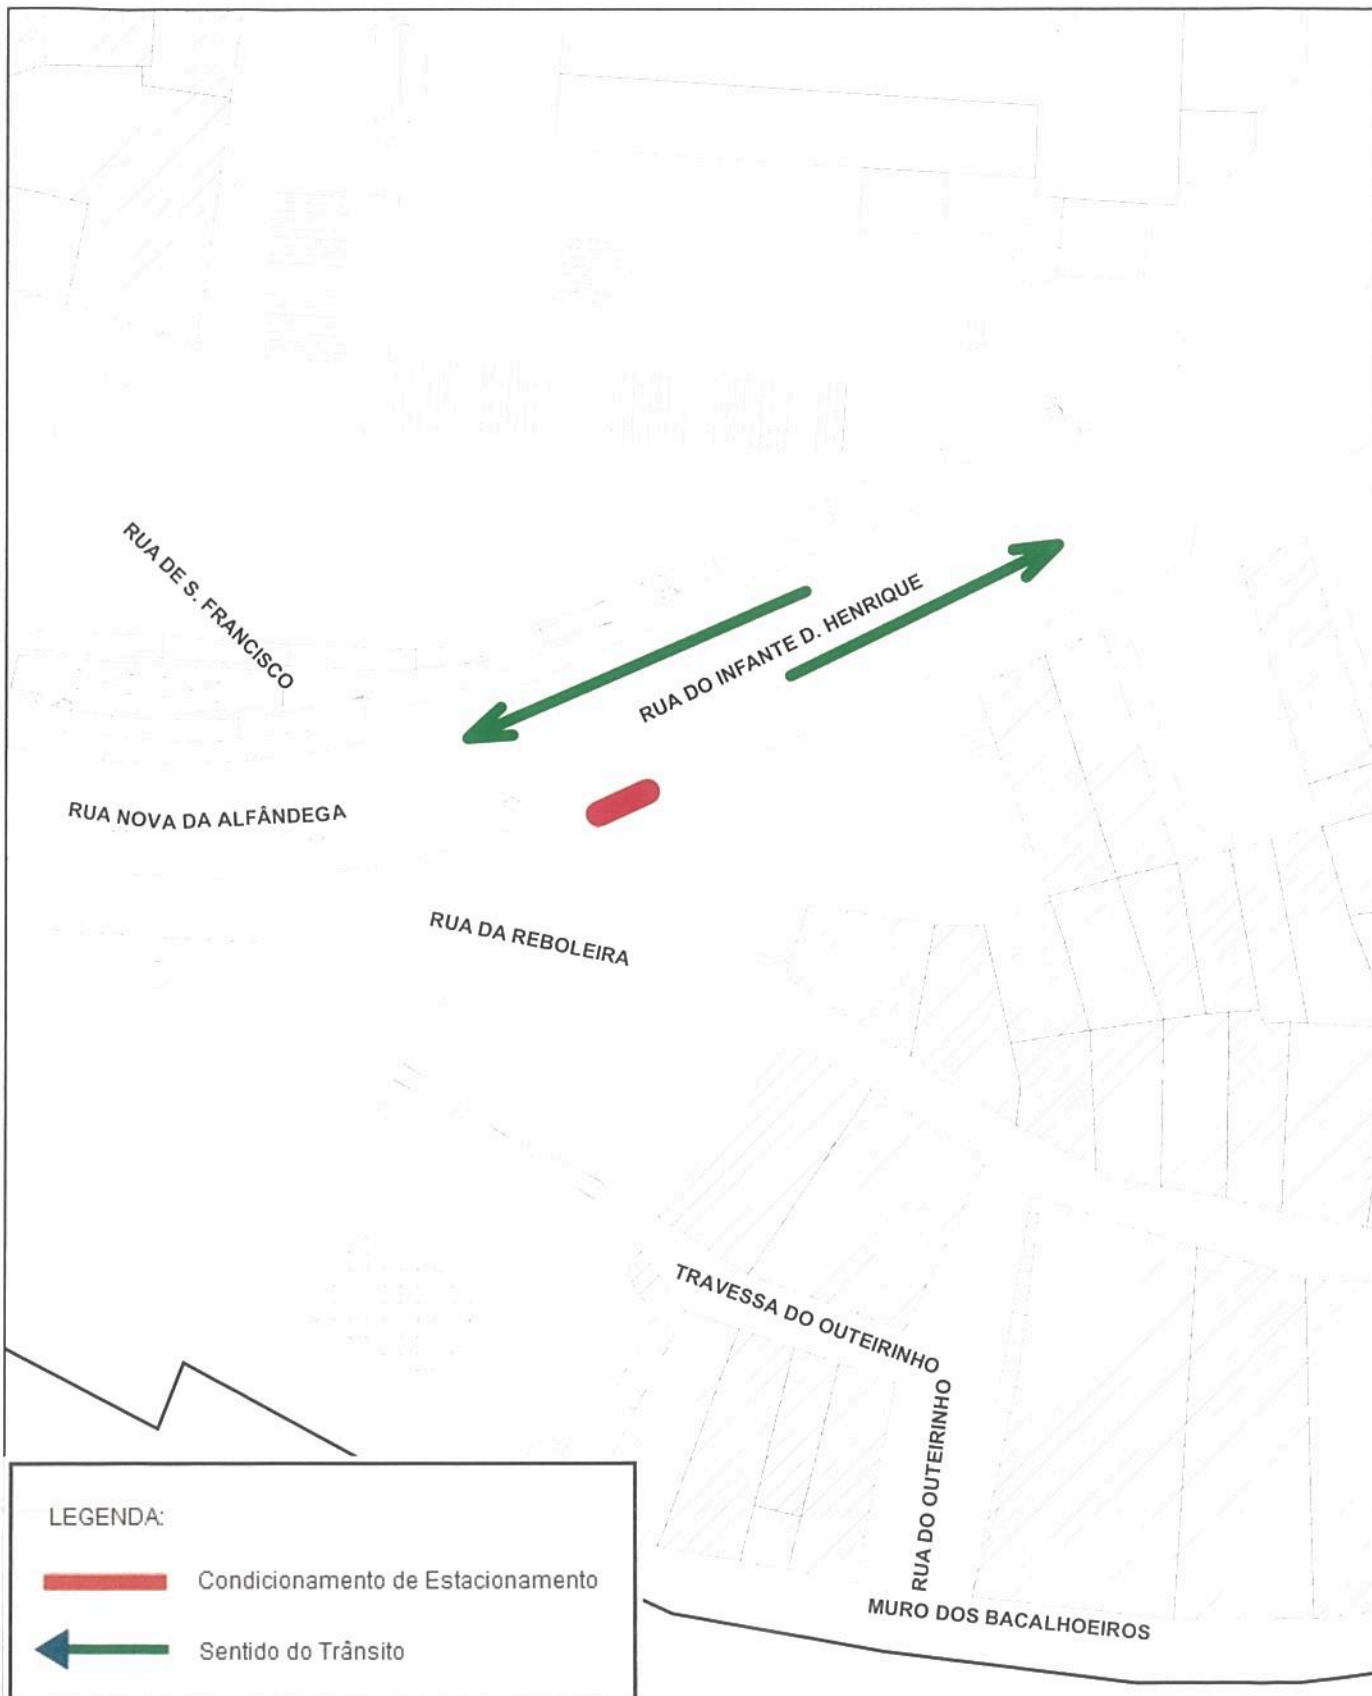 RUA DE S. FRANCISCO
RUA DO INFANTE D. HENRIQUE
RUA NOVA DA ALFÂNDEGA
RUA DA REBOLEIRA
TRAVESSA DO OUTEIRINHO
RUA DO OUTEIRINHO
MURO DOS BACALHOEIROS
LEGENDA:
Condicionamento de Estacionamento
Sentido do Trânsito